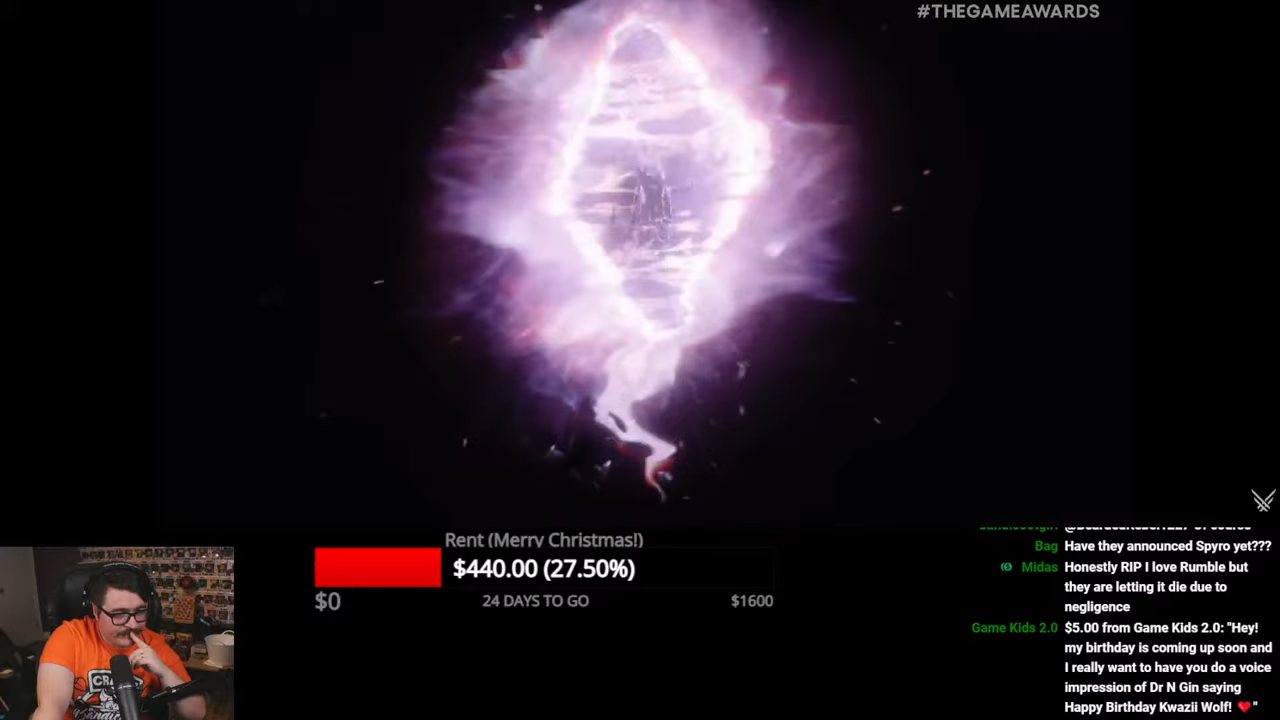 #THEGAMEAWARDS
Rent (Merry Christmas!)
$440.00 (27.50%)
$0
24 DAYS TO GO
$1600
Bag Have they announced Spyro yet???
Midas Honestly RIP I love Rumble but
they are letting it die due to
negligence
Game Kids 2.0 $5.00 from Game Kids 2.0: "Hey!
my birthday is coming up soon and
I really want to have you do a voice
impression of Dr N Gin saying
Happy Birthday Kwazii Wolf! ❤️"